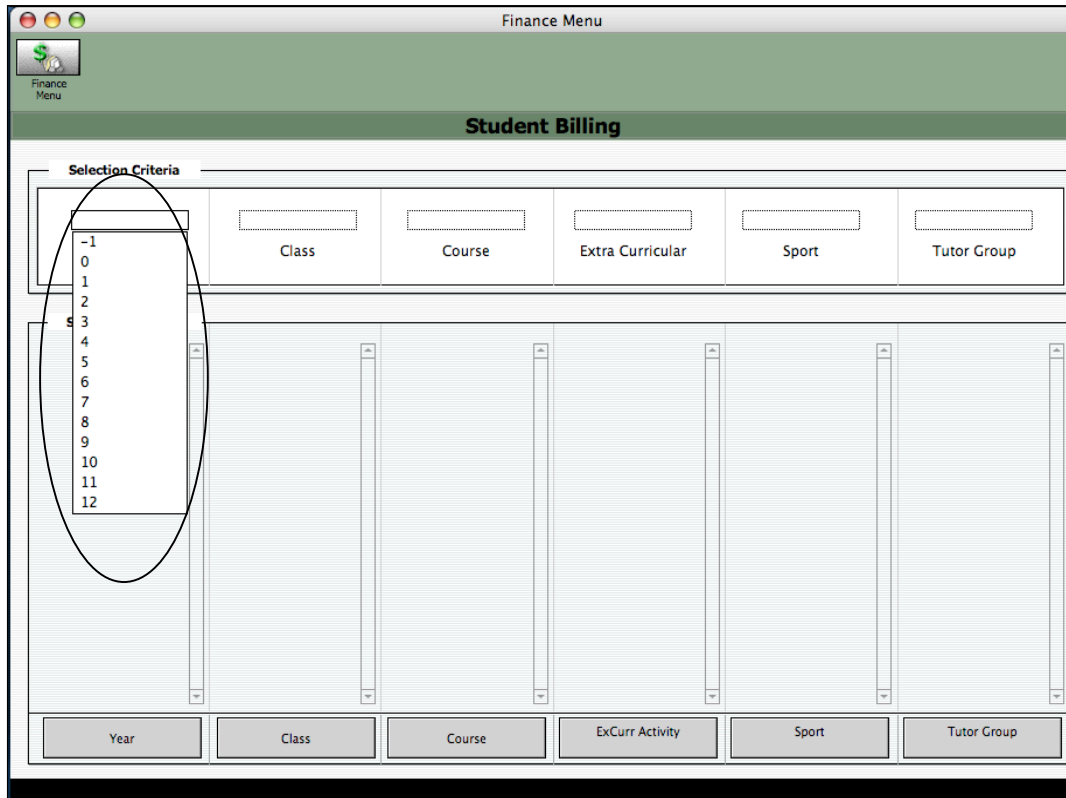 Finance Menu
$
Finance
Menu
Student Billing
Selection Criteria
Class
Course
Extra Curricular
Sport
Tutor Group
-1
0
1
2
3
4
5
6
7
8
9
10
11
12
Year
Class
Course
ExCurr Activity
Sport
Tutor Group